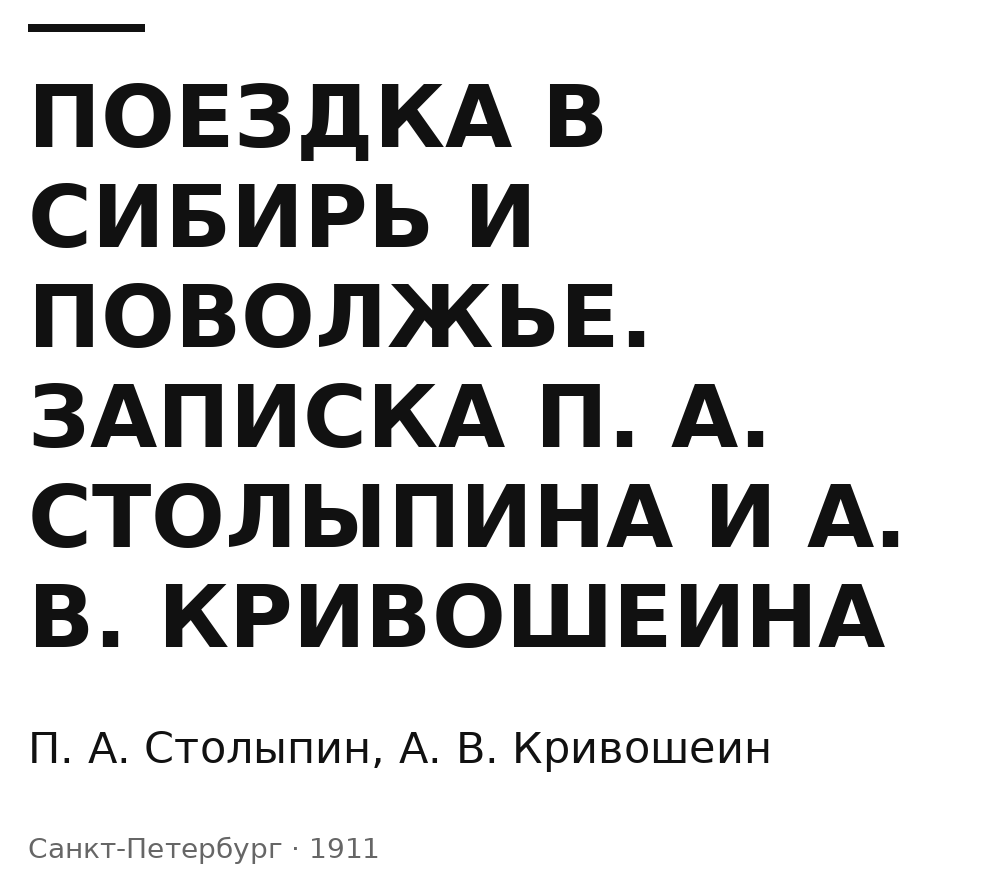 ПОЕЗДКА В
СИБИРЬ И
ПОВОЛЖЬЕ.
ЗАПИСКА П. А.
СТОЛЫПИНА И А.
В. КРИВОШЕИНА
П. А. Столыпин, А. В. Кривошеин
Санкт-Петербург · 1911